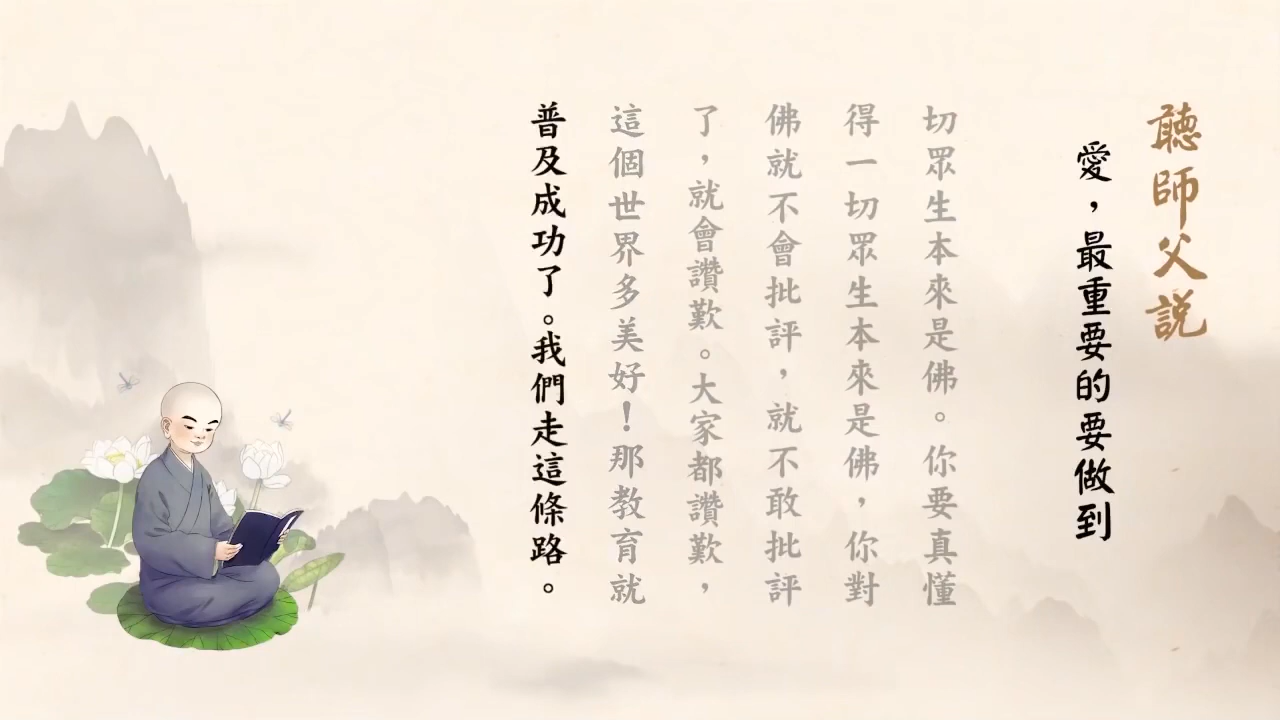 聽師父説
愛，最重要的要做到
切眾生本來是佛。你要真懂
得一切眾生本來是佛，你對
佛就不會批評，就不敢批評
了，就會讚歎。大家都讚歎，
這個世界多美好！那教育就
普及成功了。我們走這條路。